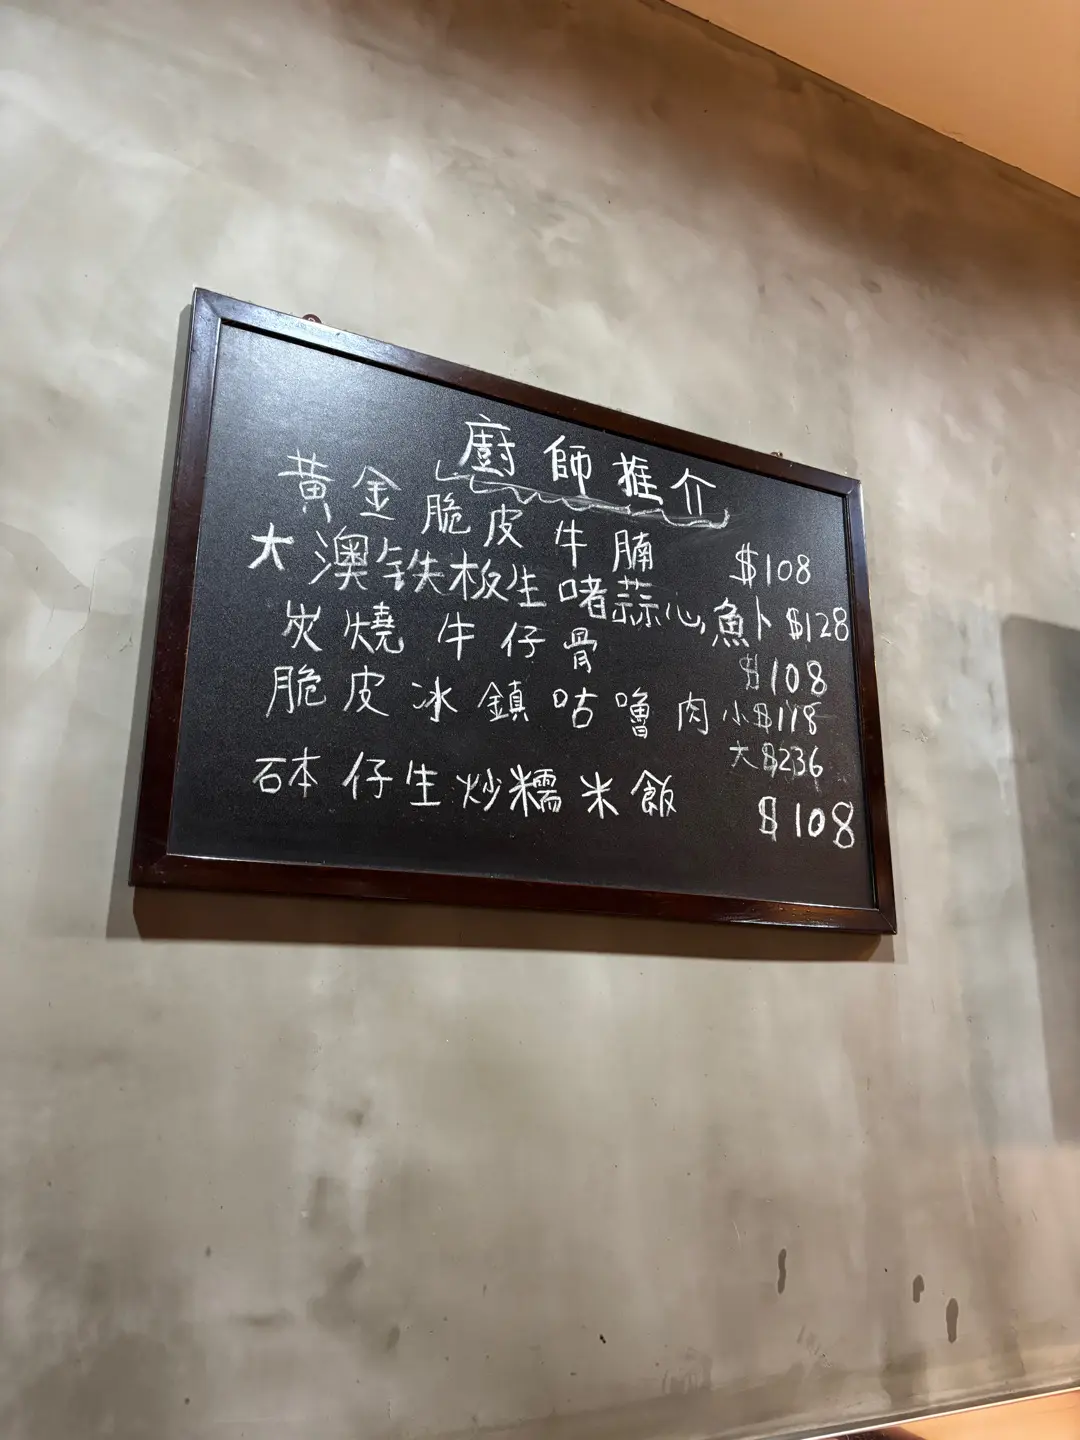 廚師推介
黃金脆皮牛腩 $108
大澳铁板生啫蒜心魚卜 $128
炭燒牛仔骨 $108
脆皮冰鎮咕嚕肉 小$118
大$236
砵仔生炒糯米飯 $108